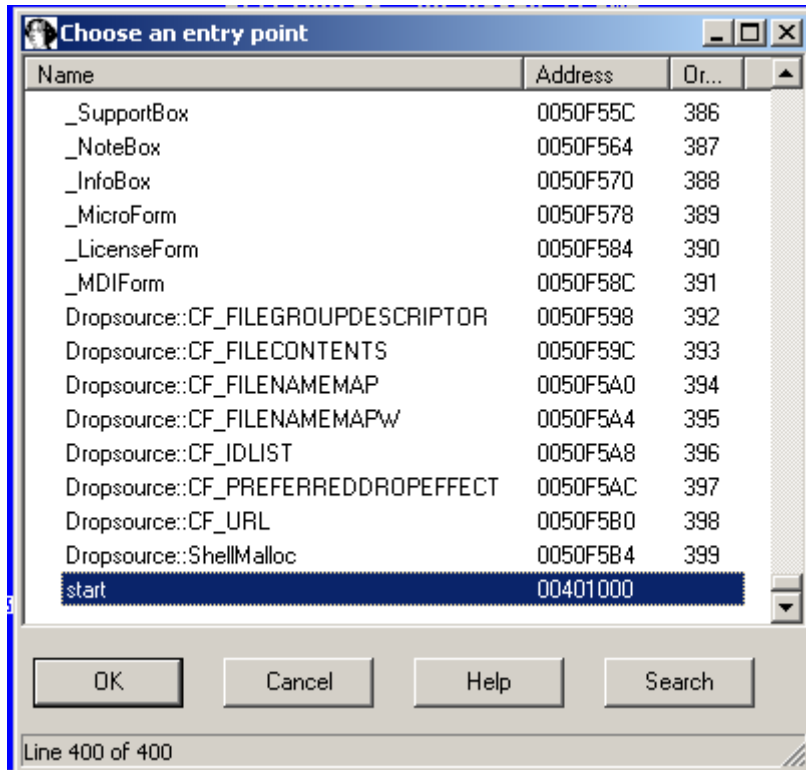 Choose an entry point
Name Address Or...
_SupportBox 0050F55C 386
_NoteBox 0050F564 387
_InfoBox 0050F570 388
_MicroForm 0050F578 389
_LicenseForm 0050F584 390
_MDIForm 0050F58C 391
Dropsource::CF_FILEGROUPDESCRIPTOR 0050F598 392
Dropsource::CF_FILECONTENTS 0050F59C 393
Dropsource::CF_FILENAMEMAP 0050F5A0 394
Dropsource::CF_FILENAMEMAPW 0050F5A4 395
Dropsource::CF_IDLIST 0050F5A8 396
Dropsource::CF_PREFERREDDROPEFFECT 0050F5AC 397
Dropsource::CF_URL 0050F5B0 398
Dropsource::ShellMalloc 0050F5B4 399
start 00401000
OK Cancel Help Search
Line 400 of 400